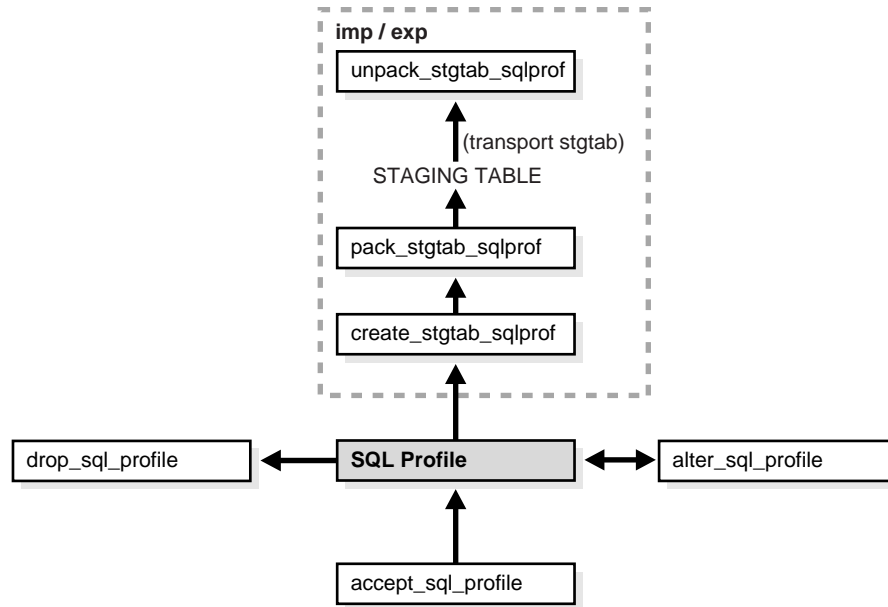 imp / exp
unpack_stgtab_sqlprof
(transport stgtab)
STAGING TABLE
pack_stgtab_sqlprof
create_stgtab_sqlprof
drop_sql_profile
SQL Profile
alter_sql_profile
accept_sql_profile